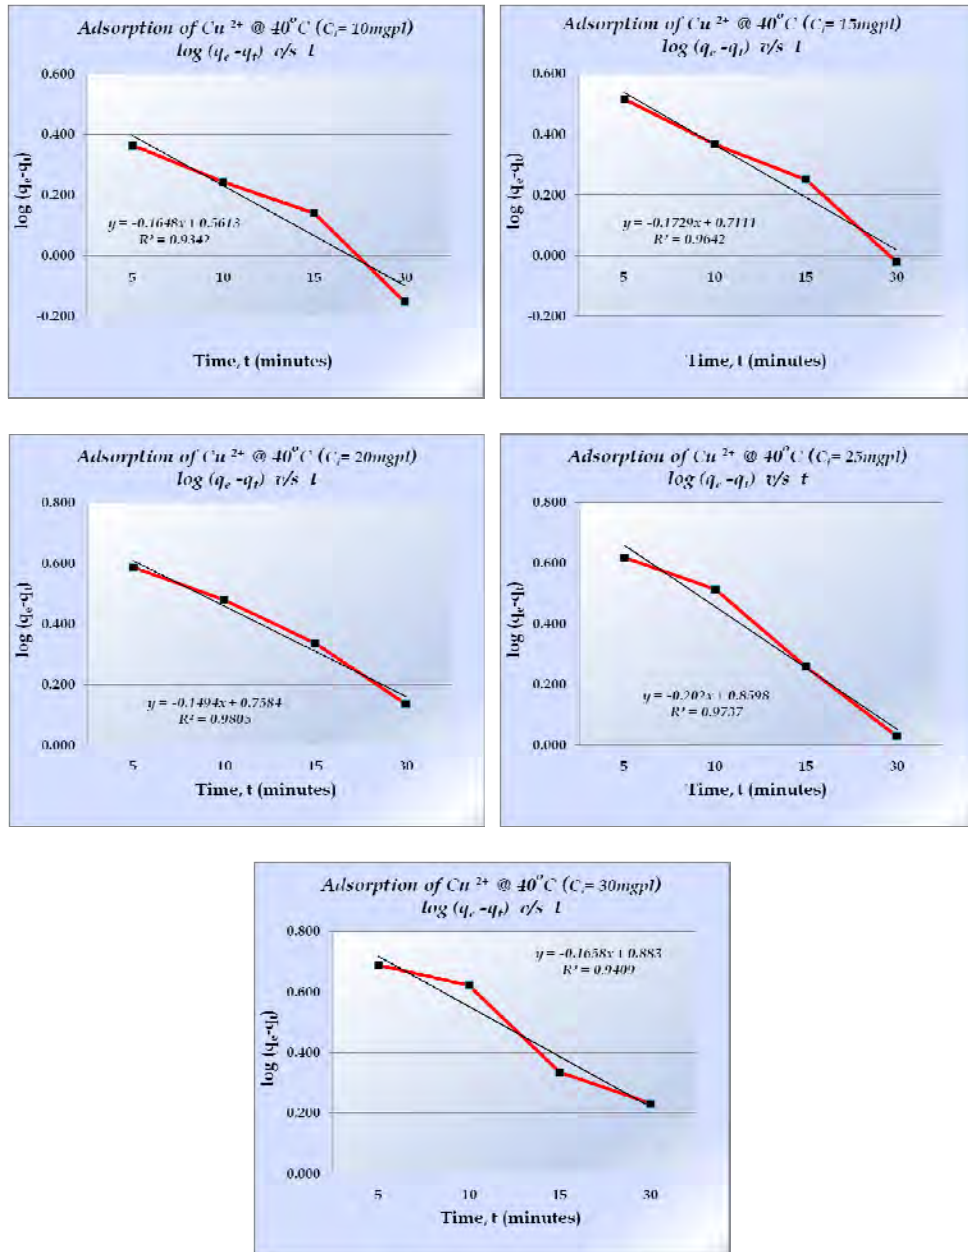 Adsorption of Cu 2+ @ 40°C (Ci= 10mgpl)
log (qe -qt) v/s t
0.600
0.400
0.200
0.000
-0.200
log (qe-qt)
y = -0.1648x + 0.5613
R² = 0.9342
5 10 15 30
Time, t (minutes)
Adsorption of Cu 2+ @ 40°C (Ci= 15mgpl)
log (qe -qt) v/s t
0.600
0.400
0.200
0.000
-0.200
log (qe-qt)
y = -0.1729x + 0.7111
R² = 0.9642
5 10 15 30
Time, t (minutes)
Adsorption of Cu 2+ @ 40°C (Ci= 20mgpl)
log (qe -qt) v/s t
0.800
0.600
0.400
0.200
0.000
log (qe-qt)
y = -0.1494x + 0.7584
R² = 0.9805
5 10 15 30
Time, t (minutes)
Adsorption of Cu 2+ @ 40°C (Ci= 25mgpl)
log (qe -qt) v/s t
0.800
0.600
0.400
0.200
0.000
log (qe-qt)
y = -0.202x + 0.8598
R² = 0.9737
5 10 15 30
Time, t (minutes)
Adsorption of Cu 2+ @ 40°C (Ci= 30mgpl)
log (qe -qt) v/s t
0.800
0.600
0.400
0.200
0.000
log (qe-qt)
y = -0.1658x + 0.883
R² = 0.9409
5 10 15 30
Time, t (minutes)